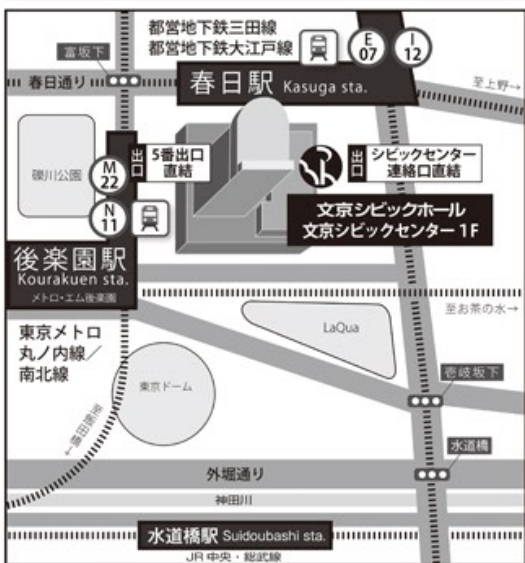 都営地下鉄三田線
都営地下鉄大江戸線
E
07
I
12
富坂下
春日通り
春日駅 Kasuga sta.
至上野→
礫川公園
M
22
出口
5番出口
直結
出口
シビックセンター
連絡口直結
N
11
文京シビックホール
文京シビックセンター 1F
後楽園駅
Kourakuen sta.
メトロ・エム後楽園
至お茶の水→
東京メトロ
丸ノ内線／
南北線
LaQua
東京ドーム
壱岐坂下
至飯田橋→
水道橋
外堀通り
神田川
水道橋駅 Suidoubashi sta.
JR 中央・総武線